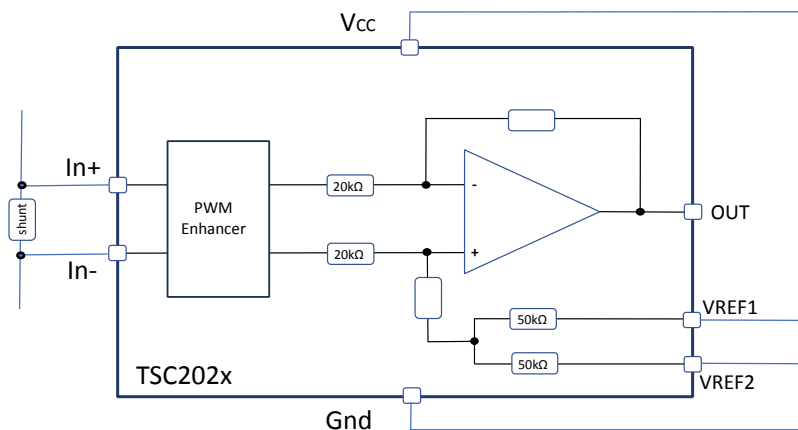 Vcc
In+
shunt
In-
PWM
Enhancer
20kΩ
20kΩ
-
+
OUT
50kΩ
VREF1
50kΩ
VREF2
TSC202x
Gnd